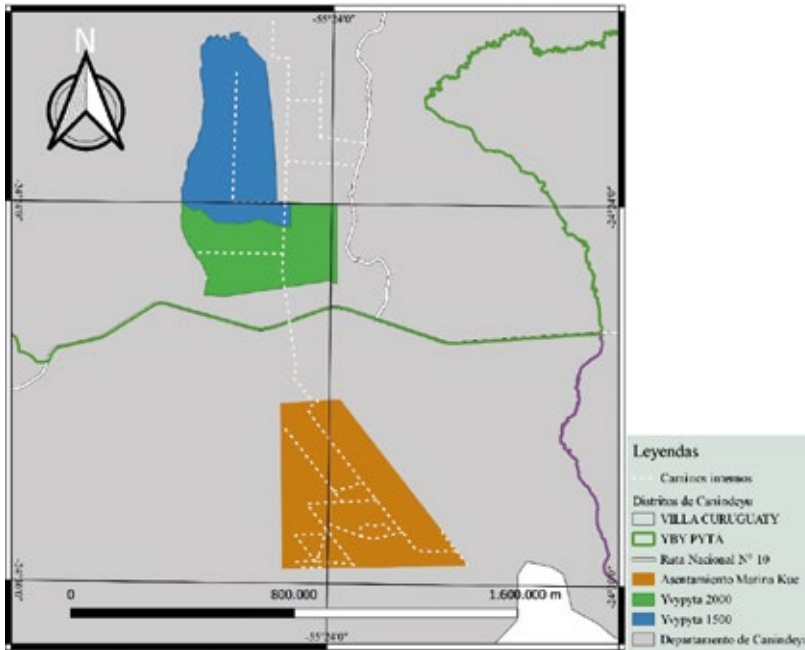 -55°24'0"
N
-24°24'0"
-24°24'0"
0
800.000
1.600.000 m
-55°24'0"
Leyendas
Caminos internos
Distritos de Canindeyu
VILLA CURUGUATY
YBY PYTA
Ruta Nacional N° 10
Asentamiento Marina Kue
Yvypyta 2000
Yvypyta 1500
Departamento de Canindeyu